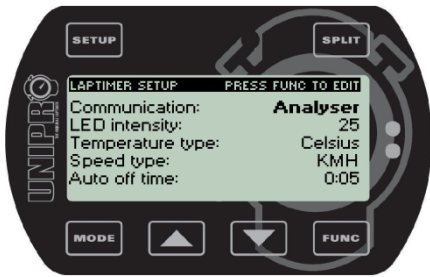 SETUP
SPLIT
UNIPRO
LAPTIMER SETUP PRESS FUNC TO EDIT
Communication: Analyser
LED intensity: 25
Temperature type: Celsius
Speed type: KMH
Auto off time: 0:05
MODE
FUNC